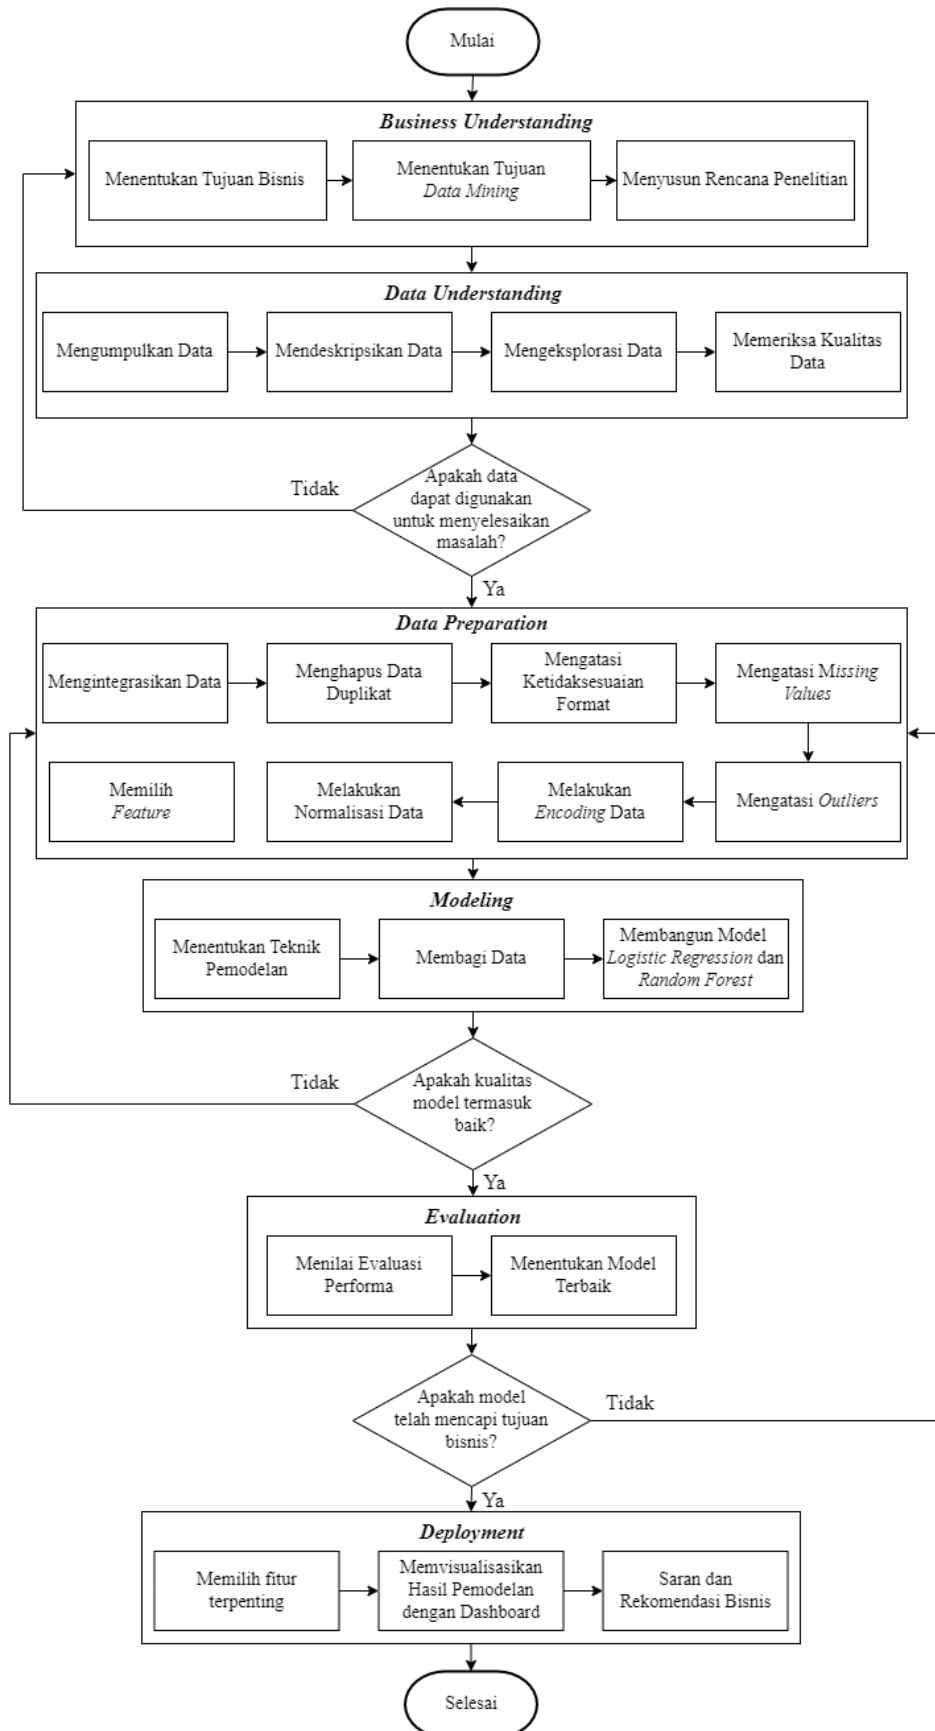 Mulai
Business Understanding
Menentukan Tujuan Bisnis
Menentukan Tujuan
Data Mining
Menyusun Rencana Penelitian
Data Understanding
Mengumpulkan Data
Mendeskripsikan Data
Mengeksplorasi Data
Memeriksa Kualitas
Data
Apakah data
dapat digunakan
untuk menyelesaikan
masalah?
Tidak
Ya
Data Preparation
Mengintegrasikan Data
Menghapus Data
Duplikat
Mengatasi
Ketidaksesuaian
Format
Mengatasi Missing
Values
Mengatasi Outliers
Melakukan
Encoding Data
Melakukan
Normalisasi Data
Memilih
Feature
Modeling
Menentukan Teknik
Pemodelan
Membagi Data
Membangun Model
Logistic Regression dan
Random Forest
Apakah kualitas
model termasuk
baik?
Tidak
Ya
Evaluation
Menilai Evaluasi
Performa
Menentukan Model
Terbaik
Apakah model
telah mencapi tujuan
bisnis?
Tidak
Ya
Deployment
Memilih fitur
terpenting
Memvisualisasikan
Hasil Pemodelan
dengan Dashboard
Saran dan
Rekomendasi Bisnis
Selesai